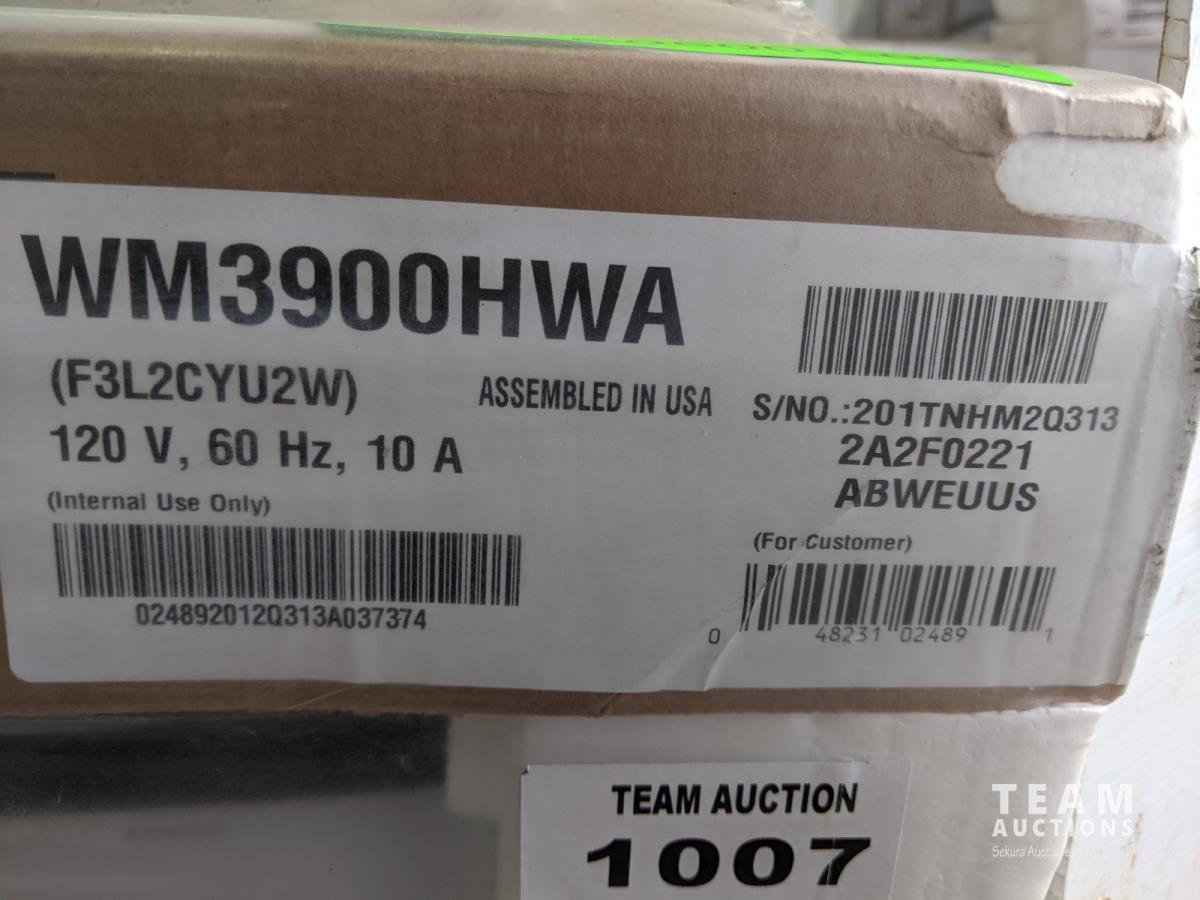 WM3900HWA
(F3L2CYU2W)
ASSEMBLED IN USA
120 V, 60 Hz, 10 A
(Internal Use Only)
024892012Q313A037374
S/NO.:201TNHM2Q313
2A2F0221
ABWEUUS
(For Customer)
0 48231 02489 1
TEAM AUCTION
1007
TEAM
AUCTIONS